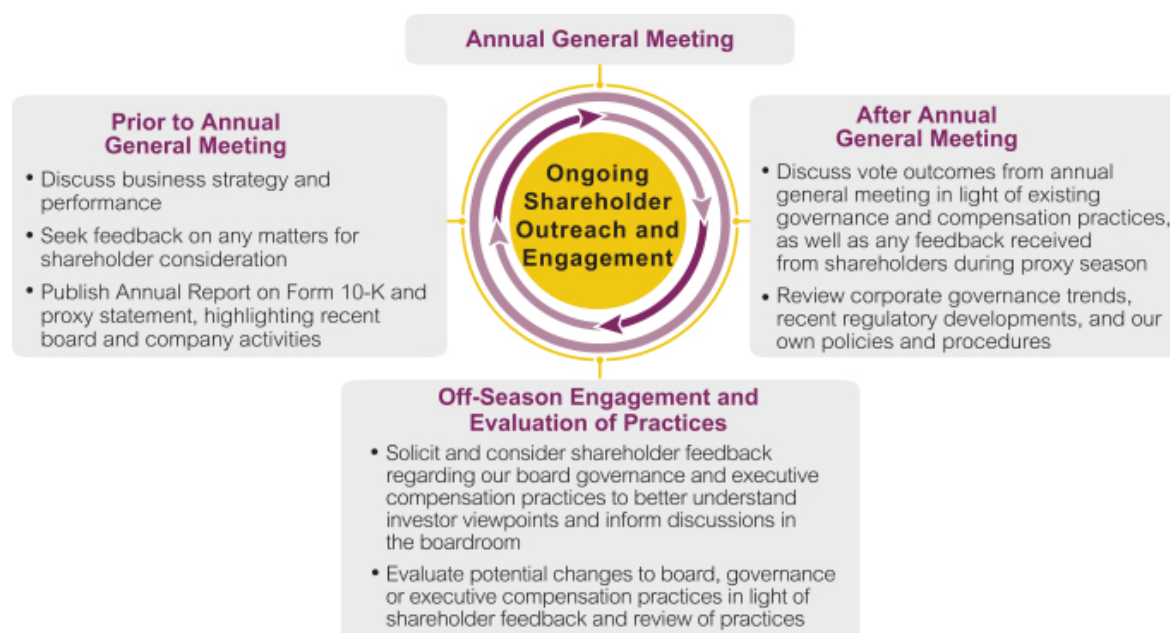 Annual General Meeting
Prior to Annual
General Meeting
• Discuss business strategy and
performance
• Seek feedback on any matters for
shareholder consideration
• Publish Annual Report on Form 10-K and
proxy statement, highlighting recent
board and company activities
Ongoing
Shareholder
Outreach and
Engagement
After Annual
General Meeting
• Discuss vote outcomes from annual
general meeting in light of existing
governance and compensation practices,
as well as any feedback received
from shareholders during proxy season
• Review corporate governance trends,
recent regulatory developments, and our
own policies and procedures
Off-Season Engagement and
Evaluation of Practices
• Solicit and consider shareholder feedback
regarding our board governance and executive
compensation practices to better understand
investor viewpoints and inform discussions in
the boardroom
• Evaluate potential changes to board, governance
or executive compensation practices in light of
shareholder feedback and review of practices